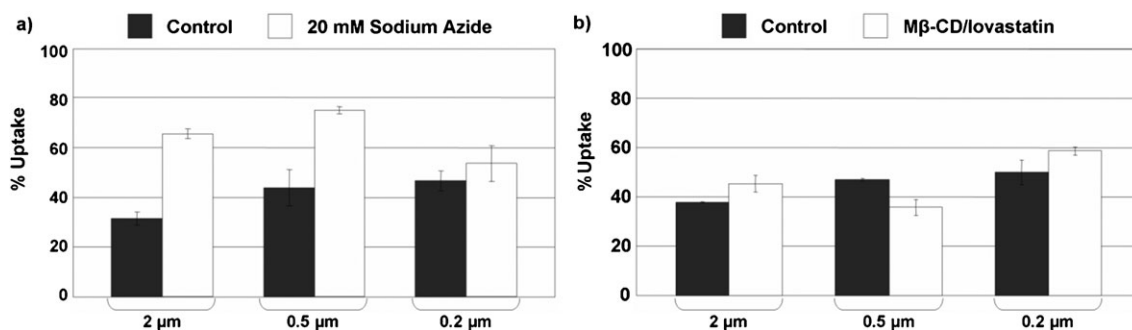 a) Control 20 mM Sodium Azide
100
80
60
40
20
0
% Uptake
2 µm 0.5 µm 0.2 µm
b) Control Mβ-CD/lovastatin
100
80
60
40
20
0
% Uptake
2 µm 0.5 µm 0.2 µm